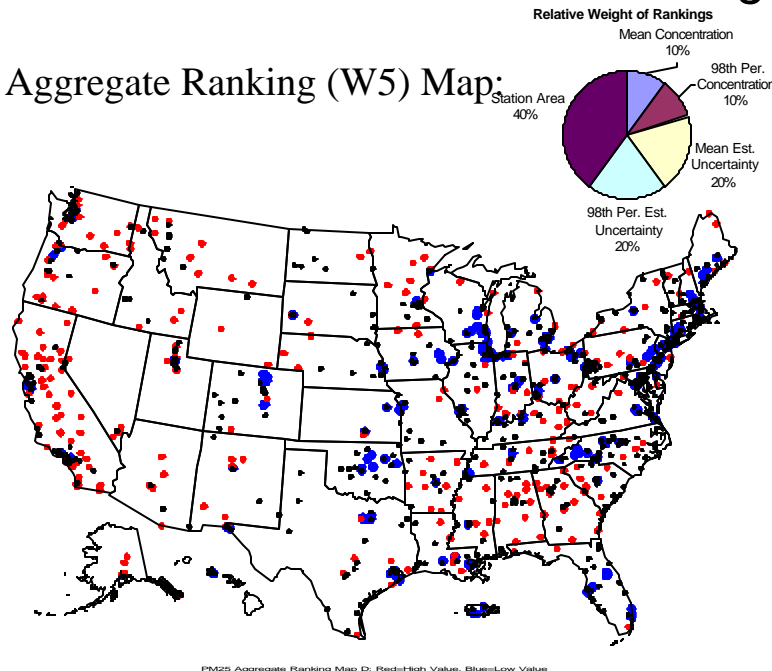 Relative Weight of Rankings
Mean Concentration
10%
98th Per.
Concentration
10%
Aggregate Ranking (W5) Map:
Station Area
40%
Mean Est.
Uncertainty
20%
98th Per. Est.
Uncertainty
20%
PM25 Aggregate Ranking Map D: Red=High Value, Blue=Low Value